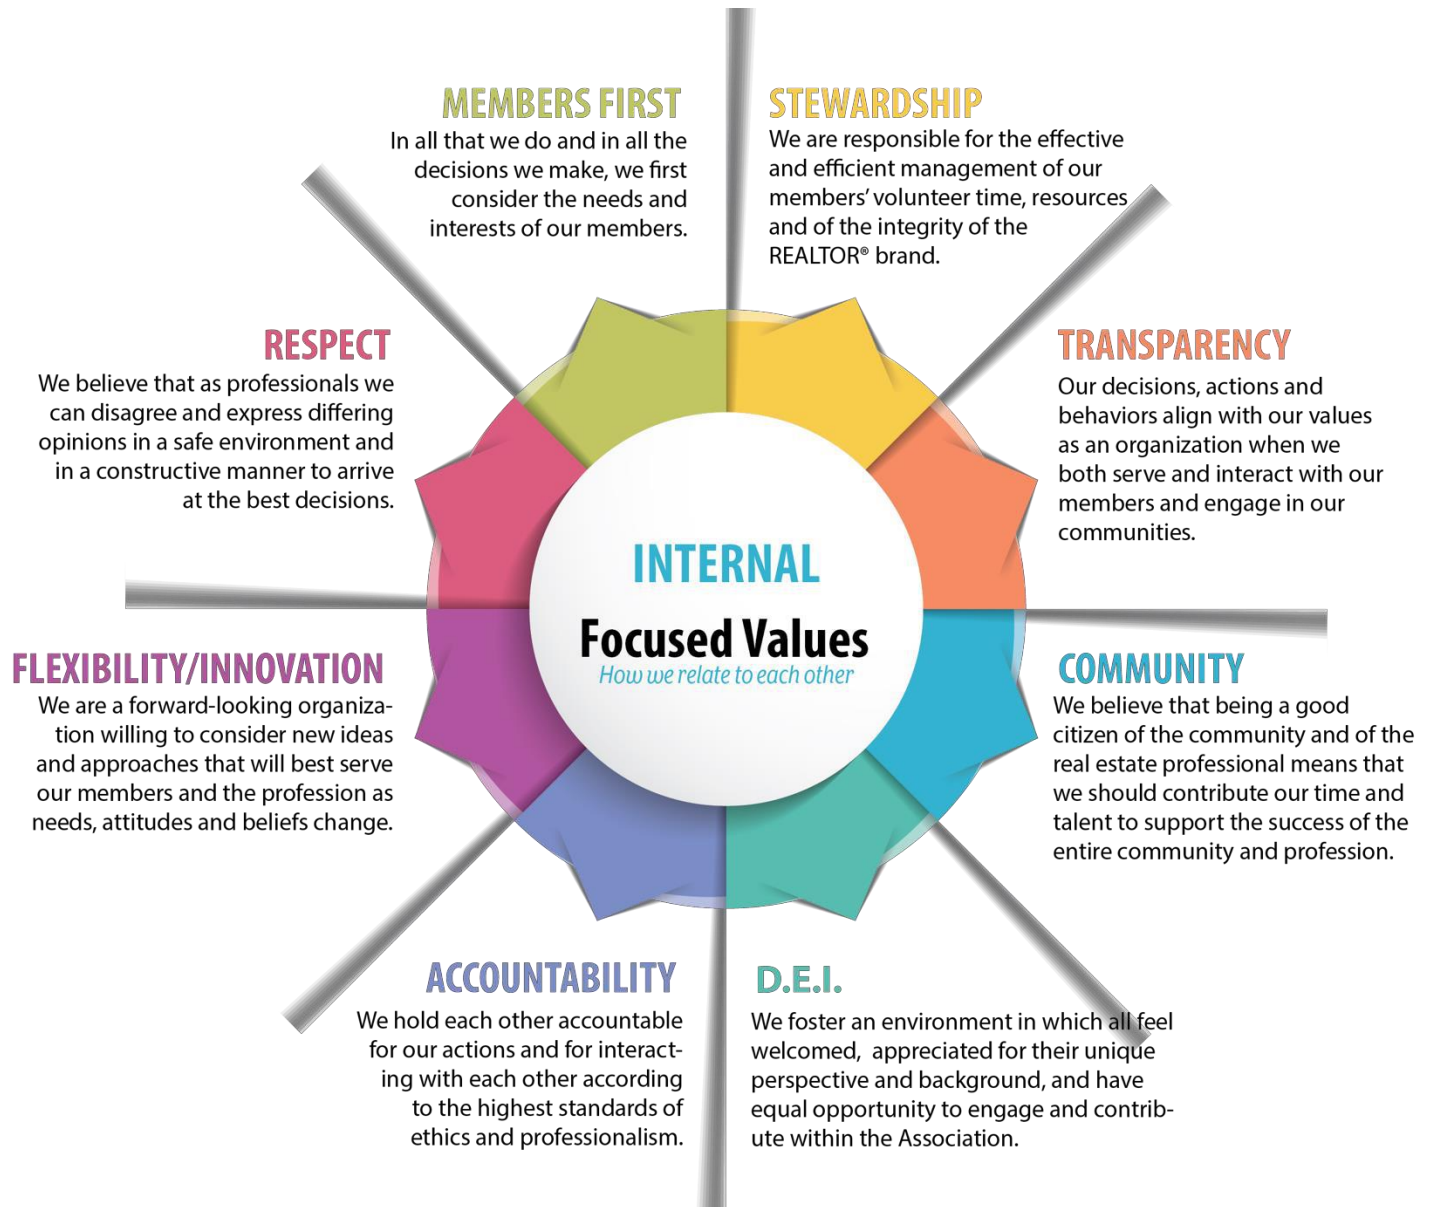 MEMBERS FIRST
In all that we do and in all the
decisions we make, we first
consider the needs and
interests of our members.
STEWARDSHIP
We are responsible for the effective
and efficient management of our
members’ volunteer time, resources
and of the integrity of the
REALTOR® brand.
RESPECT
We believe that as professionals we
can disagree and express differing
opinions in a safe environment and
in a constructive manner to arrive
at the best decisions.
TRANSPARENCY
Our decisions, actions and
behaviors align with our values
as an organization when we
both serve and interact with our
members and engage in our
communities.
INTERNAL
Focused Values
How we relate to each other
FLEXIBILITY/INNOVATION
We are a forward-looking organiza-
tion willing to consider new ideas
and approaches that will best serve
our members and the profession as
needs, attitudes and beliefs change.
COMMUNITY
We believe that being a good
citizen of the community and of the
real estate professional means that
we should contribute our time and
talent to support the success of the
entire community and profession.
ACCOUNTABILITY
We hold each other accountable
for our actions and for interact-
ing with each other according
to the highest standards of
ethics and professionalism.
D.E.I.
We foster an environment in which all feel
welcomed,  appreciated for their unique
perspective and background, and have
equal opportunity to engage and contrib-
ute within the Association.